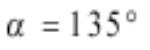 α = 135°